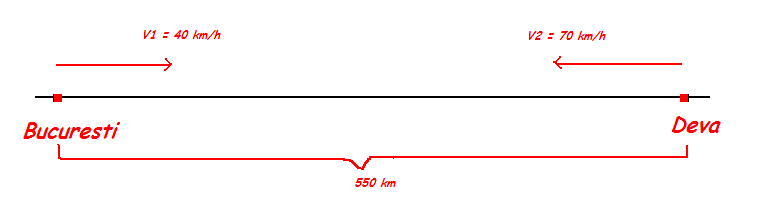 V1 = 40 km/h
V2 = 70 km/h
Bucuresti
Deva
550 km